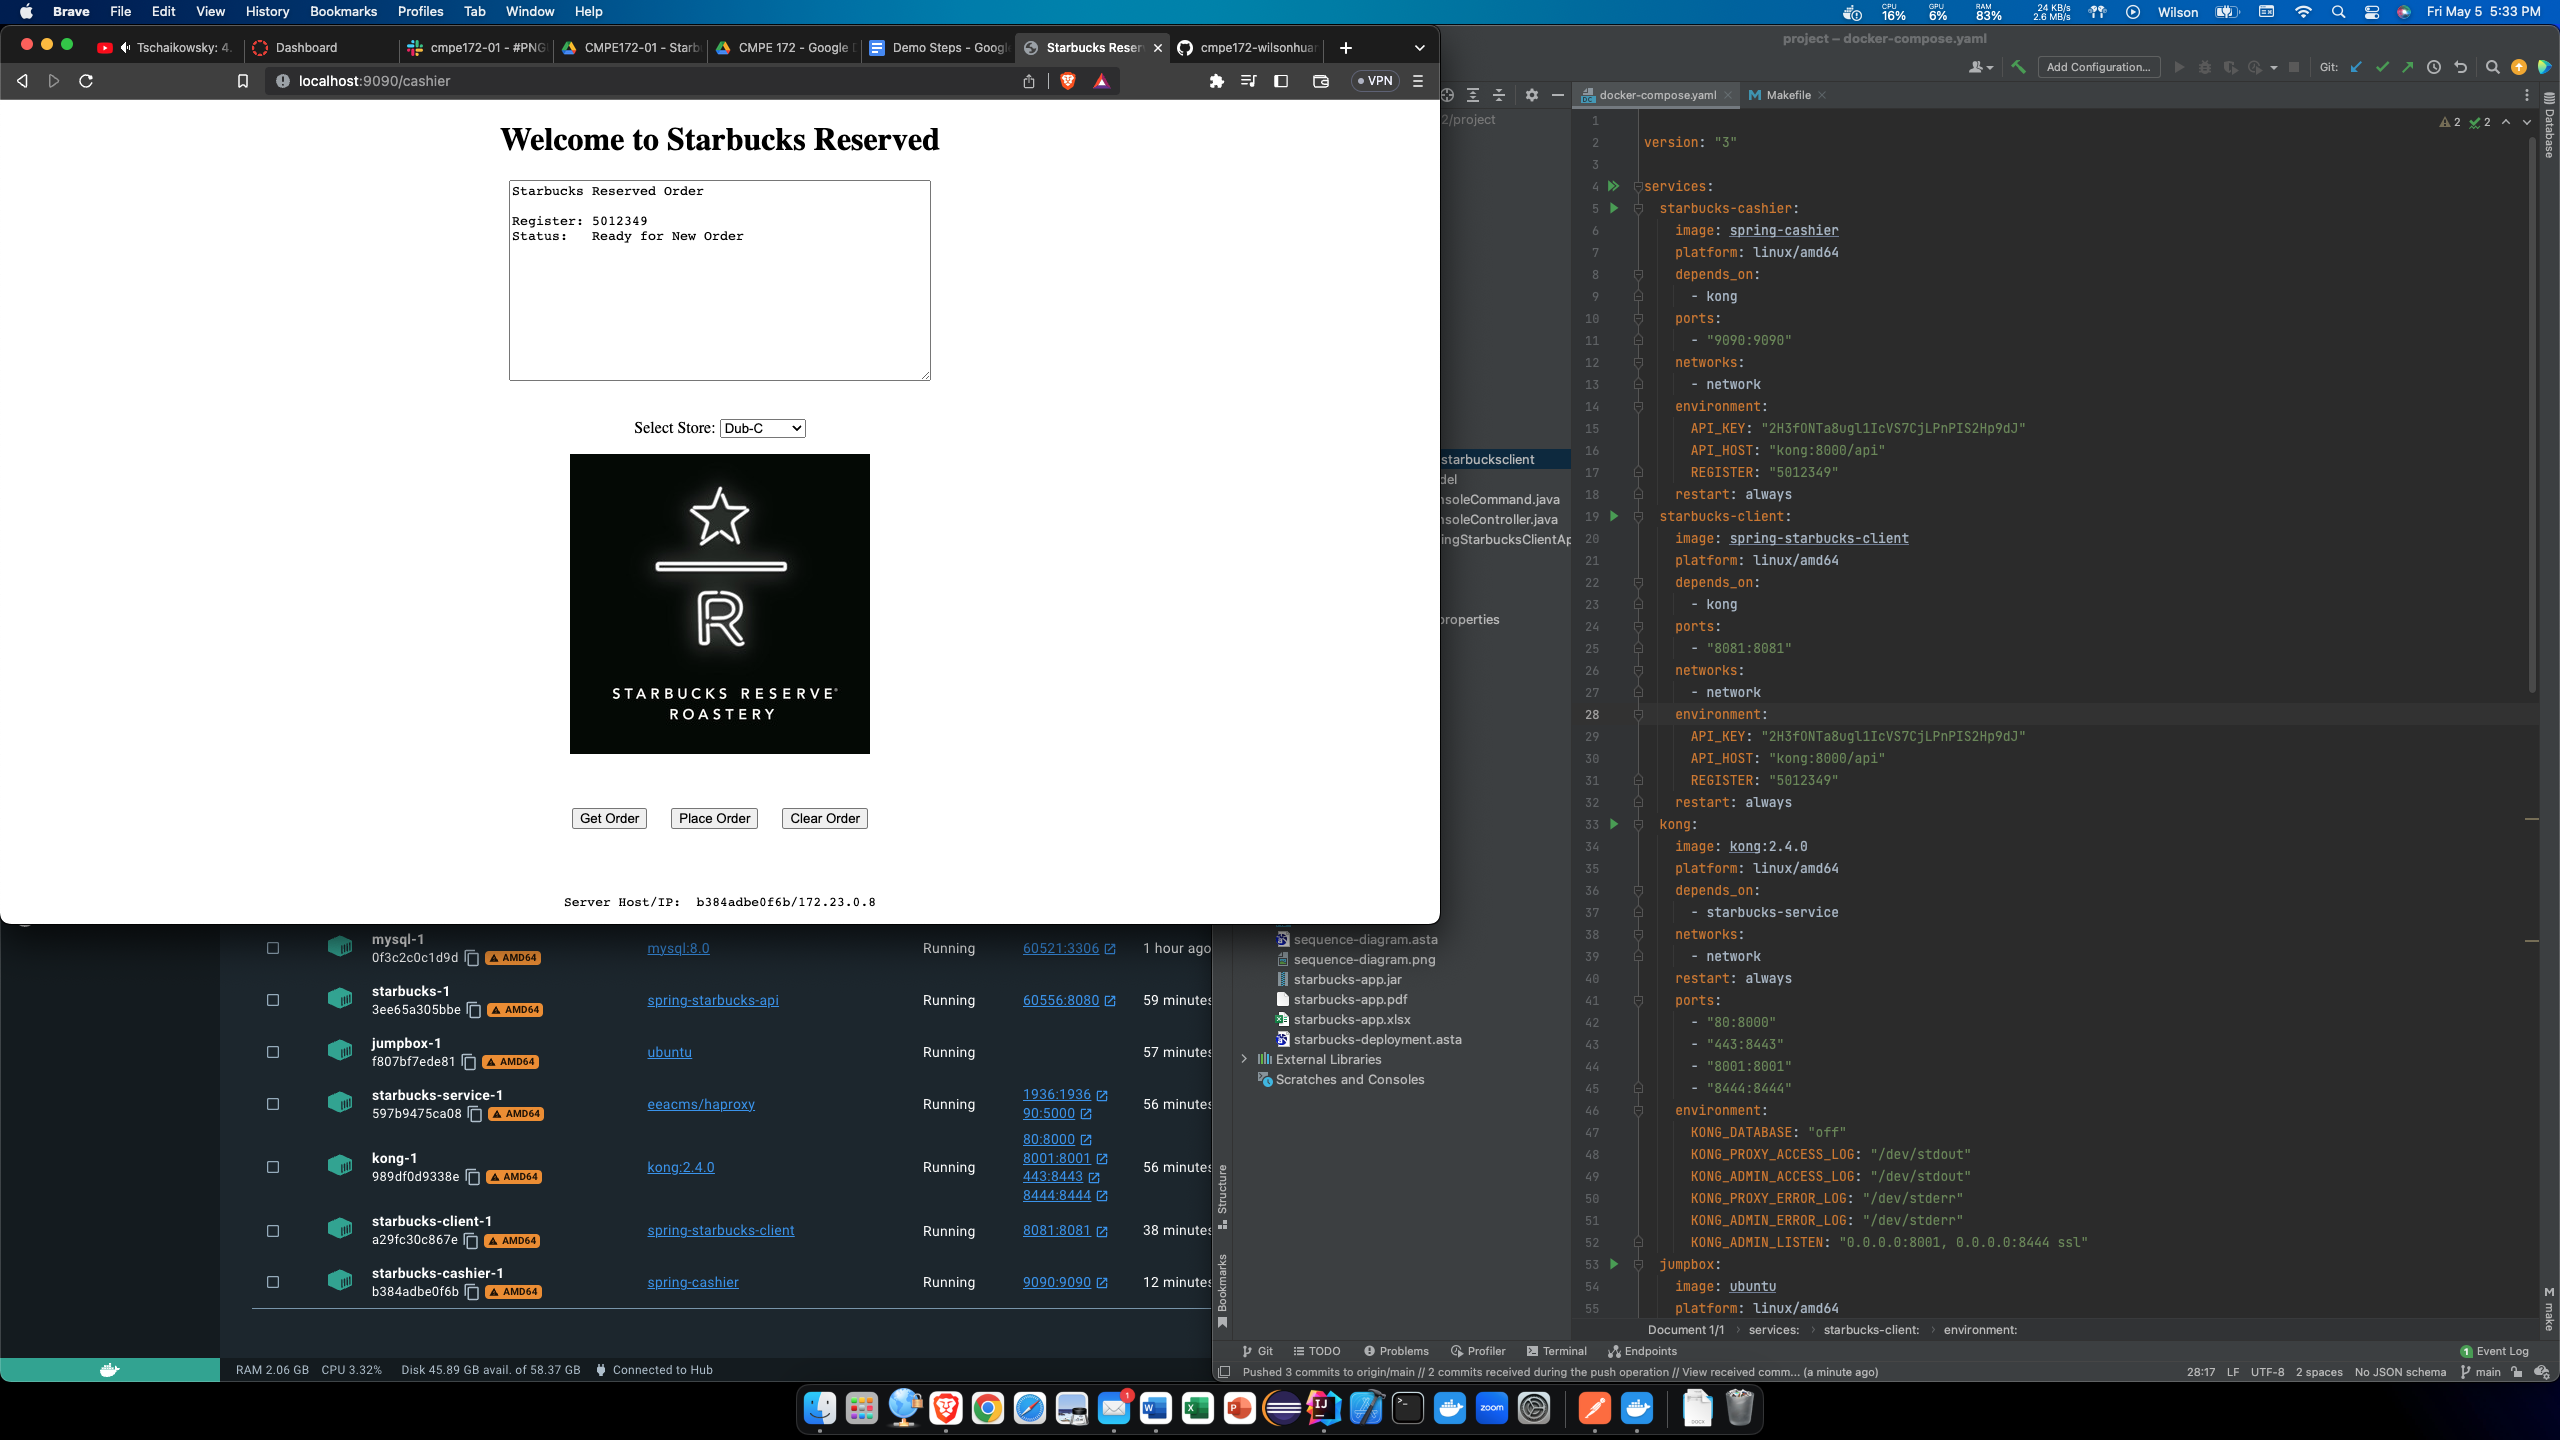 Brave File Edit View History Bookmarks Profiles Tab Window Help
CPU 16% GPU 6% RAM 83% 24 KB/s 2.6 MB/s Wilson Fri May 5 5:33 PM
Tschaikowsky: 4. Dashboard cmpe172-01 - #PNG CMPE172-01 - Starb CMPE 172 - Google Demo Steps - Googl Starbucks Reser cmpe172-wilsonhuar
localhost:9090/cashier VPN
Welcome to Starbucks Reserved
Starbucks Reserved Order
Register: 5012349
Status: Ready for New Order
Select Store: Dub-C
R
STARBUCKS RESERVE
ROASTERY
Get Order Place Order Clear Order
Server Host/IP: b384adbe0f6b/172.23.0.8
mysql-1
0f3c2c0c1d9d AMD64 mysql:8.0 Running 60521:3306 1 hour ago
starbucks-1
3ee65a305bbe AMD64 spring-starbucks-api Running 60556:8080 59 minutes
jumpbox-1
f807bf7ede81 AMD64 ubuntu Running 57 minutes
starbucks-service-1
597b9475ca08 AMD64 eeacms/haproxy Running 1936:1936 90:5000 56 minutes
kong-1
989df0d9338e AMD64 kong:2.4.0 Running 80:8000 8001:8001 443:8443 8444:8444 56 minutes
starbucks-client-1
a29fc30c867e AMD64 spring-starbucks-client Running 8081:8081 38 minutes
starbucks-cashier-1
b384adbe0f6b AMD64 spring-cashier Running 9090:9090 12 minutes
RAM 2.06 GB CPU 3.32% Disk 45.89 GB avail. of 58.37 GB Connected to Hub
project – docker-compose.yaml
Add Configuration... Git:
docker-compose.yaml Makefile
2/project
starbucksclient
del
nsoleCommand.java
nsoleController.java
ingStarbucksClientAp
properties
sequence-diagram.asta
sequence-diagram.png
starbucks-app.jar
starbucks-app.pdf
starbucks-app.xlsx
starbucks-deployment.asta
External Libraries
Scratches and Consoles
Structure
Bookmarks
Database
make
2 2
1
2 version: "3"
3
4 services:
5 starbucks-cashier:
6 image: spring-cashier
7 platform: linux/amd64
8 depends_on:
9 - kong
10 ports:
11 - "9090:9090"
12 networks:
13 - network
14 environment:
15 API_KEY: "2H3fONTa8ugl1IcVS7CjLPnPIS2Hp9dJ"
16 API_HOST: "kong:8000/api"
17 REGISTER: "5012349"
18 restart: always
19 starbucks-client:
20 image: spring-starbucks-client
21 platform: linux/amd64
22 depends_on:
23 - kong
24 ports:
25 - "8081:8081"
26 networks:
27 - network
28 environment:
29 API_KEY: "2H3fONTa8ugl1IcVS7CjLPnPIS2Hp9dJ"
30 API_HOST: "kong:8000/api"
31 REGISTER: "5012349"
32 restart: always
33 kong:
34 image: kong:2.4.0
35 platform: linux/amd64
36 depends_on:
37 - starbucks-service
38 networks:
39 - network
40 restart: always
41 ports:
42 - "80:8000"
43 - "443:8443"
44 - "8001:8001"
45 - "8444:8444"
46 environment:
47 KONG_DATABASE: "off"
48 KONG_PROXY_ACCESS_LOG: "/dev/stdout"
49 KONG_ADMIN_ACCESS_LOG: "/dev/stdout"
50 KONG_PROXY_ERROR_LOG: "/dev/stderr"
51 KONG_ADMIN_ERROR_LOG: "/dev/stderr"
52 KONG_ADMIN_LISTEN: "0.0.0.0:8001, 0.0.0.0:8444 ssl"
53 jumpbox:
54 image: ubuntu
55 platform: linux/amd64
Document 1/1 services: starbucks-client: environment:
Git TODO Problems Profiler Terminal Endpoints 1 Event Log
Pushed 3 commits to origin/main // 2 commits received during the push operation // View received comm... (a minute ago) 28:17 LF UTF-8 2 spaces No JSON schema main
1 zoom